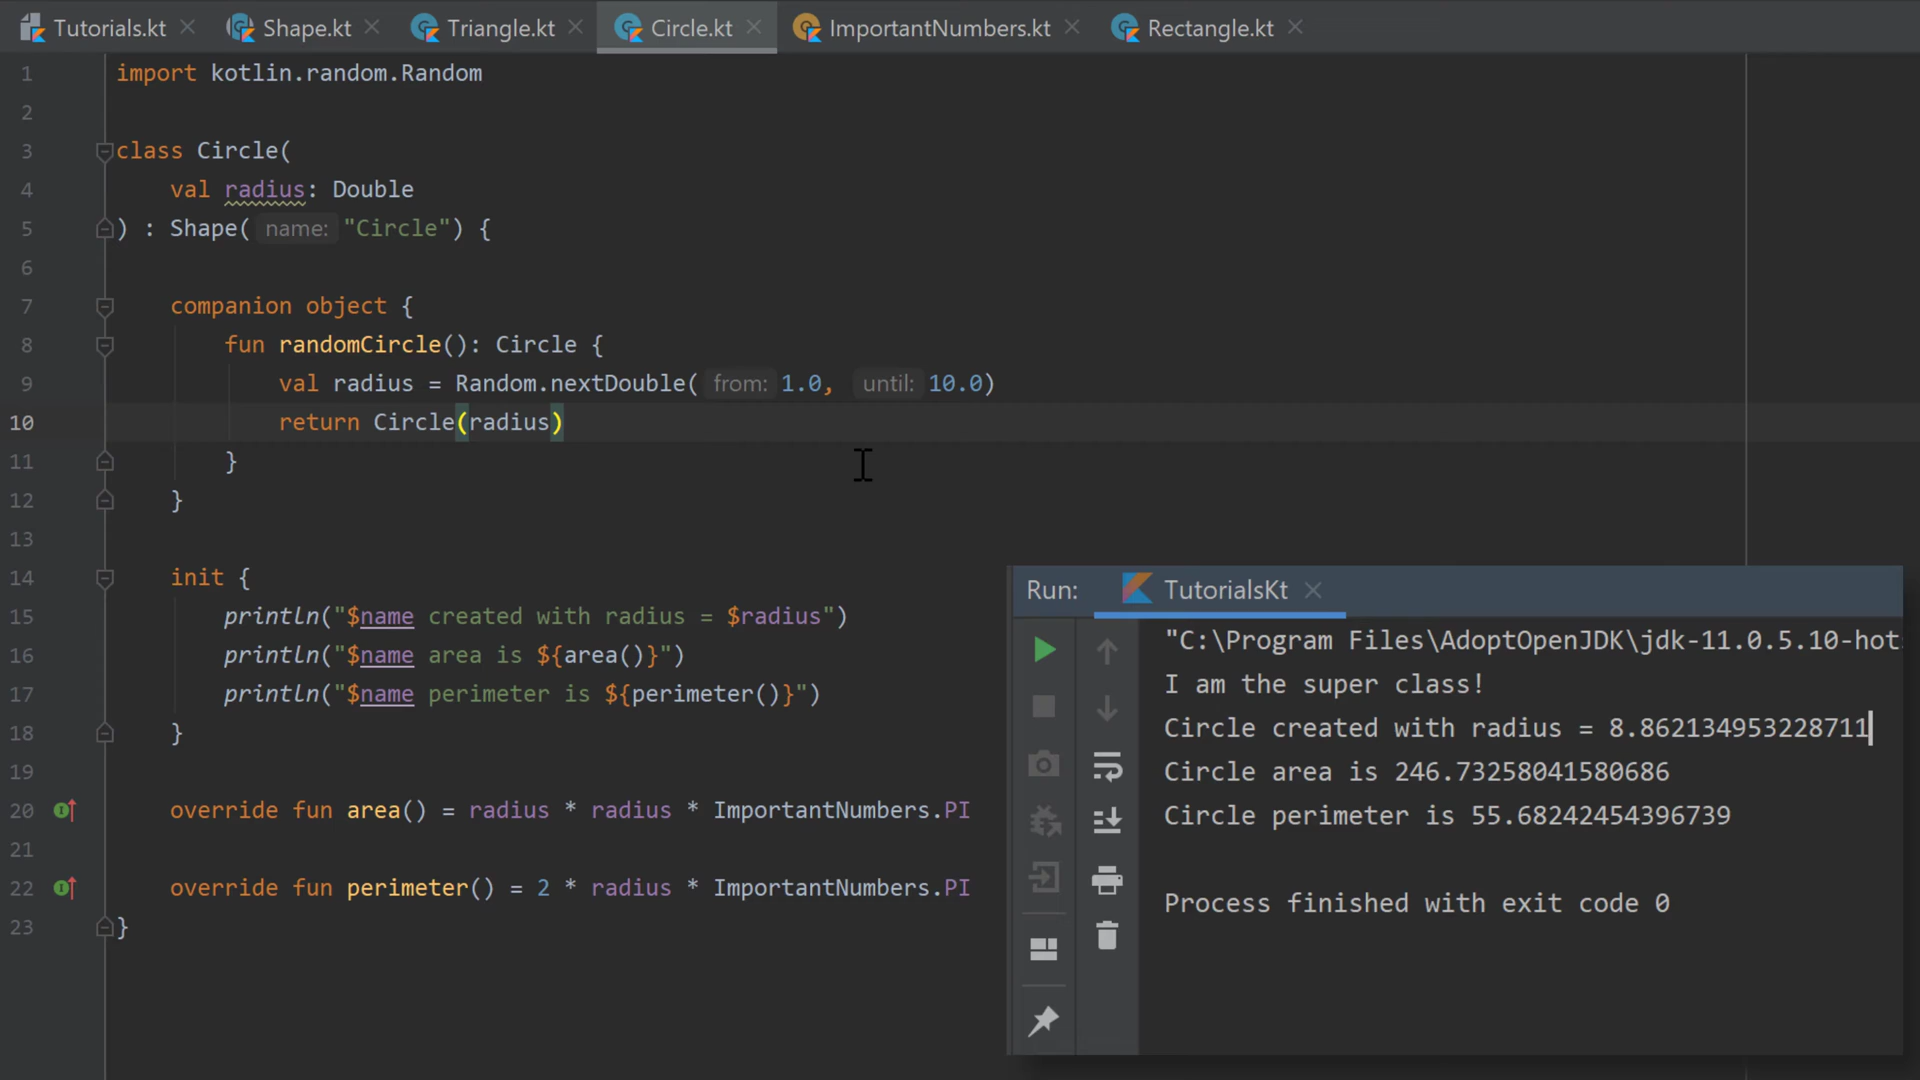 Tutorials.kt Shape.kt Triangle.kt Circle.kt ImportantNumbers.kt Rectangle.kt
1 import kotlin.random.Random
2
3 class Circle(
4 val radius: Double
5 ) : Shape( name: "Circle") {
6
7 companion object {
8 fun randomCircle(): Circle {
9 val radius = Random.nextDouble( from: 1.0, until: 10.0)
10 return Circle(radius)
11 }
12 }
13
14 init {
15 println("$name created with radius = $radius")
16 println("$name area is ${area()}")
17 println("$name perimeter is ${perimeter()}")
18 }
19
20 override fun area() = radius * radius * ImportantNumbers.PI
21
22 override fun perimeter() = 2 * radius * ImportantNumbers.PI
23 }
Run: TutorialsKt
"C:\Program Files\AdoptOpenJDK\jdk-11.0.5.10-hot
I am the super class!
Circle created with radius = 8.862134953228711
Circle area is 246.73258041580686
Circle perimeter is 55.68242454396739
Process finished with exit code 0